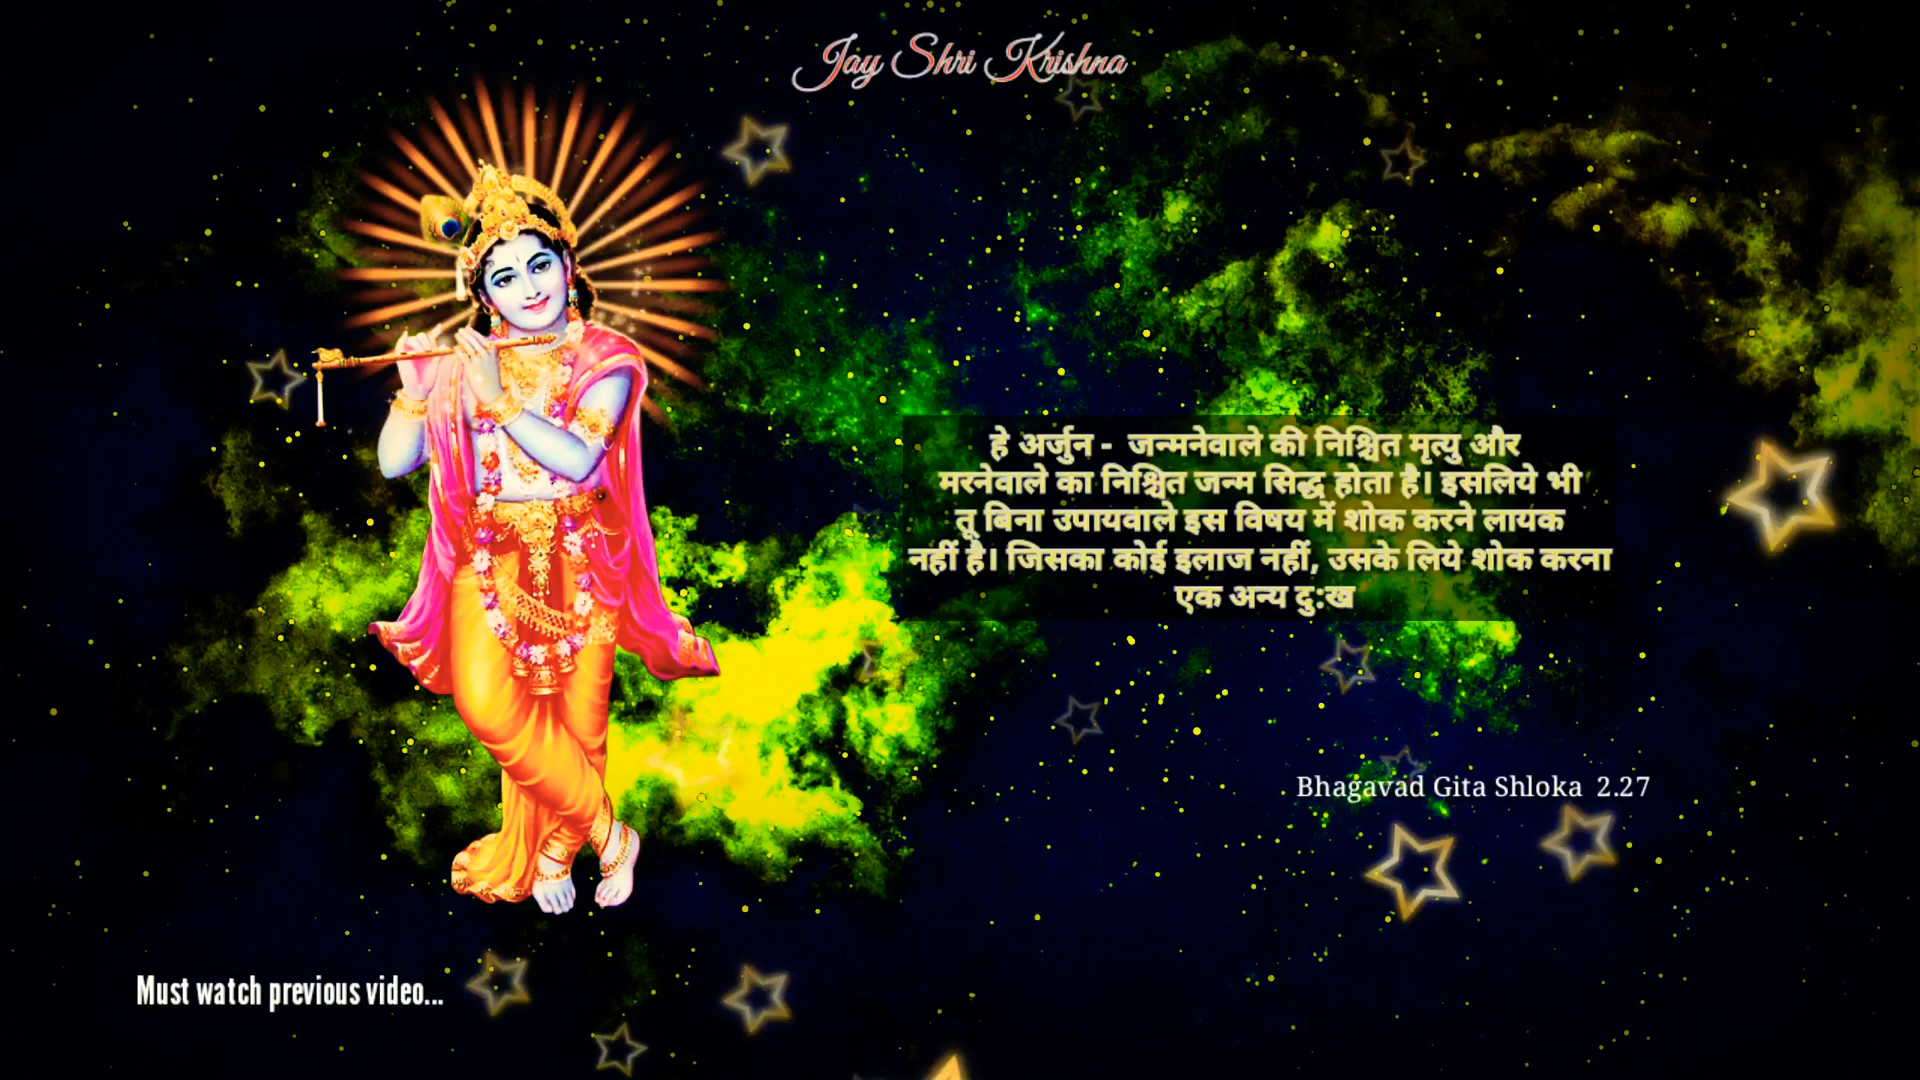 Jay Shri Krishna
हे अर्जुन - जन्मनेवाले की निश्चित मृत्यु और
मरनेवाले का निश्चित जन्म सिद्ध होता है। इसलिये भी
तू बिना उपायवाले इस विषय में शोक करने लायक
नहीं है। जिसका कोई इलाज नहीं, उसके लिये शोक करना
एक अन्य दु:ख
Bhagavad Gita Shloka 2.27
Must watch previous video...